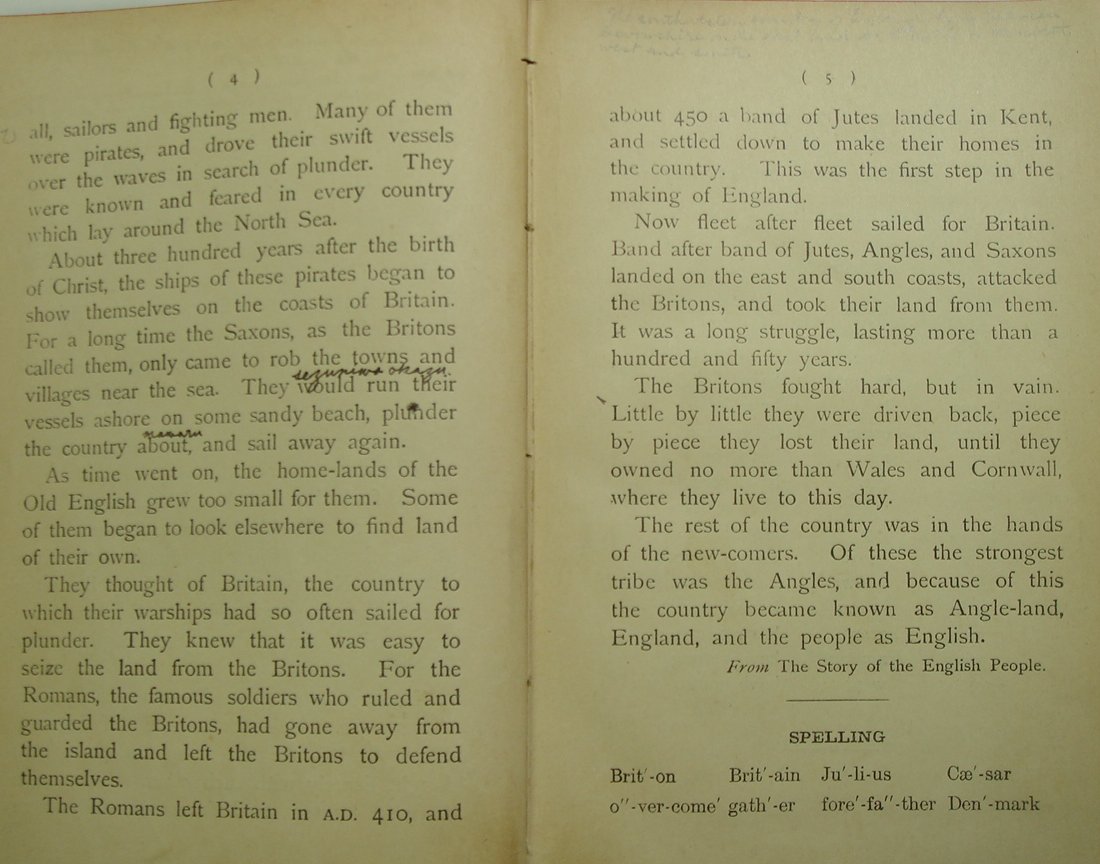 ( 4 )
all, sailors and fighting men. Many of them
were pirates, and drove their swift vessels
over the waves in search of plunder. They
were known and feared in every country
which lay around the North Sea.
About three hundred years after the birth
of Christ, the ships of these pirates began to
show themselves on the coasts of Britain.
For a long time the Saxons, as the Britons
called them, only came to rob the towns and
villages near the sea. They would run their
vessels ashore on some sandy beach, plunder
the country about, and sail away again.
As time went on, the home-lands of the
Old English grew too small for them. Some
of them began to look elsewhere to find land
of their own.
They thought of Britain, the country to
which their warships had so often sailed for
plunder. They knew that it was easy to
seize the land from the Britons. For the
Romans, the famous soldiers who ruled and
guarded the Britons, had gone away from
the island and left the Britons to defend
themselves.
The Romans left Britain in A.D. 410, and
( 5 )
about 450 a band of Jutes landed in Kent,
and settled down to make their homes in
the country. This was the first step in the
making of England.
Now fleet after fleet sailed for Britain.
Band after band of Jutes, Angles, and Saxons
landed on the east and south coasts, attacked
the Britons, and took their land from them.
It was a long struggle, lasting more than a
hundred and fifty years.
The Britons fought hard, but in vain.
Little by little they were driven back, piece
by piece they lost their land, until they
owned no more than Wales and Cornwall,
where they live to this day.
The rest of the country was in the hands
of the new-comers. Of these the strongest
tribe was the Angles, and because of this
the country became known as Angle-land,
England, and the people as English.
From The Story of the English People.
SPELLING
Brit′-on Brit′-ain Ju′-li-us Cæ′-sar
o″-ver-come′ gath′-er fore′-fa″-ther Den′-mark